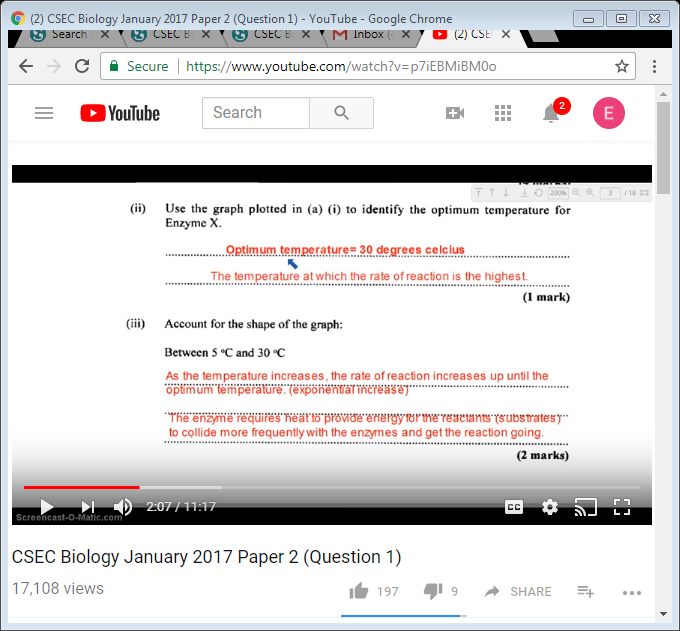 (2) CSEC Biology January 2017 Paper 2 (Question 1) - YouTube - Google Chrome
Search CSEC B CSEC B Inbox (2) CSE
Secure https://www.youtube.com/watch?v=p7iEBMiBM0o
YouTube Search 2 E
200% 3 / 18
(ii) Use the graph plotted in (a) (i) to identify the optimum temperature for
Enzyme X.
Optimum temperature= 30 degrees celcius
The temperature at which the rate of reaction is the highest.
(1 mark)
(iii) Account for the shape of the graph:
Between 5 °C and 30 °C
As the temperature increases, the rate of reaction increases up until the
optimum temperature. (exponential increase)
The enzyme requires heat to provide energy for the reactants (substrates)
to collide more frequently with the enzymes and get the reaction going.
(2 marks)
2:07 / 11:17 CC
Screencast-O-Matic.com
CSEC Biology January 2017 Paper 2 (Question 1)
17,108 views 197 9 SHARE